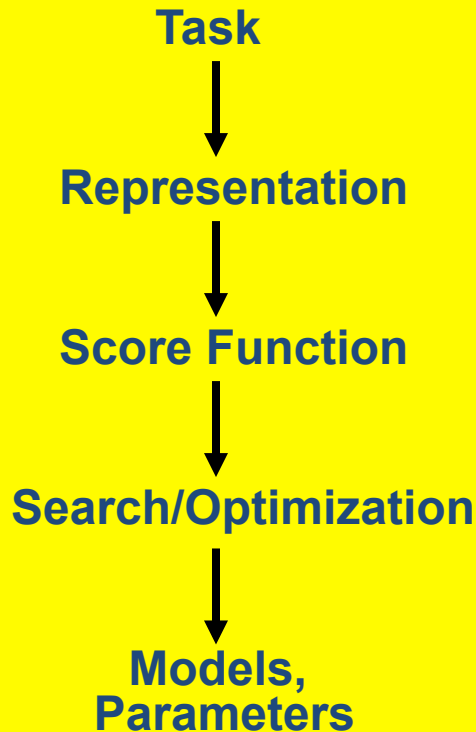 Task
Representation
Score Function
Search/Optimization
Models,
Parameters